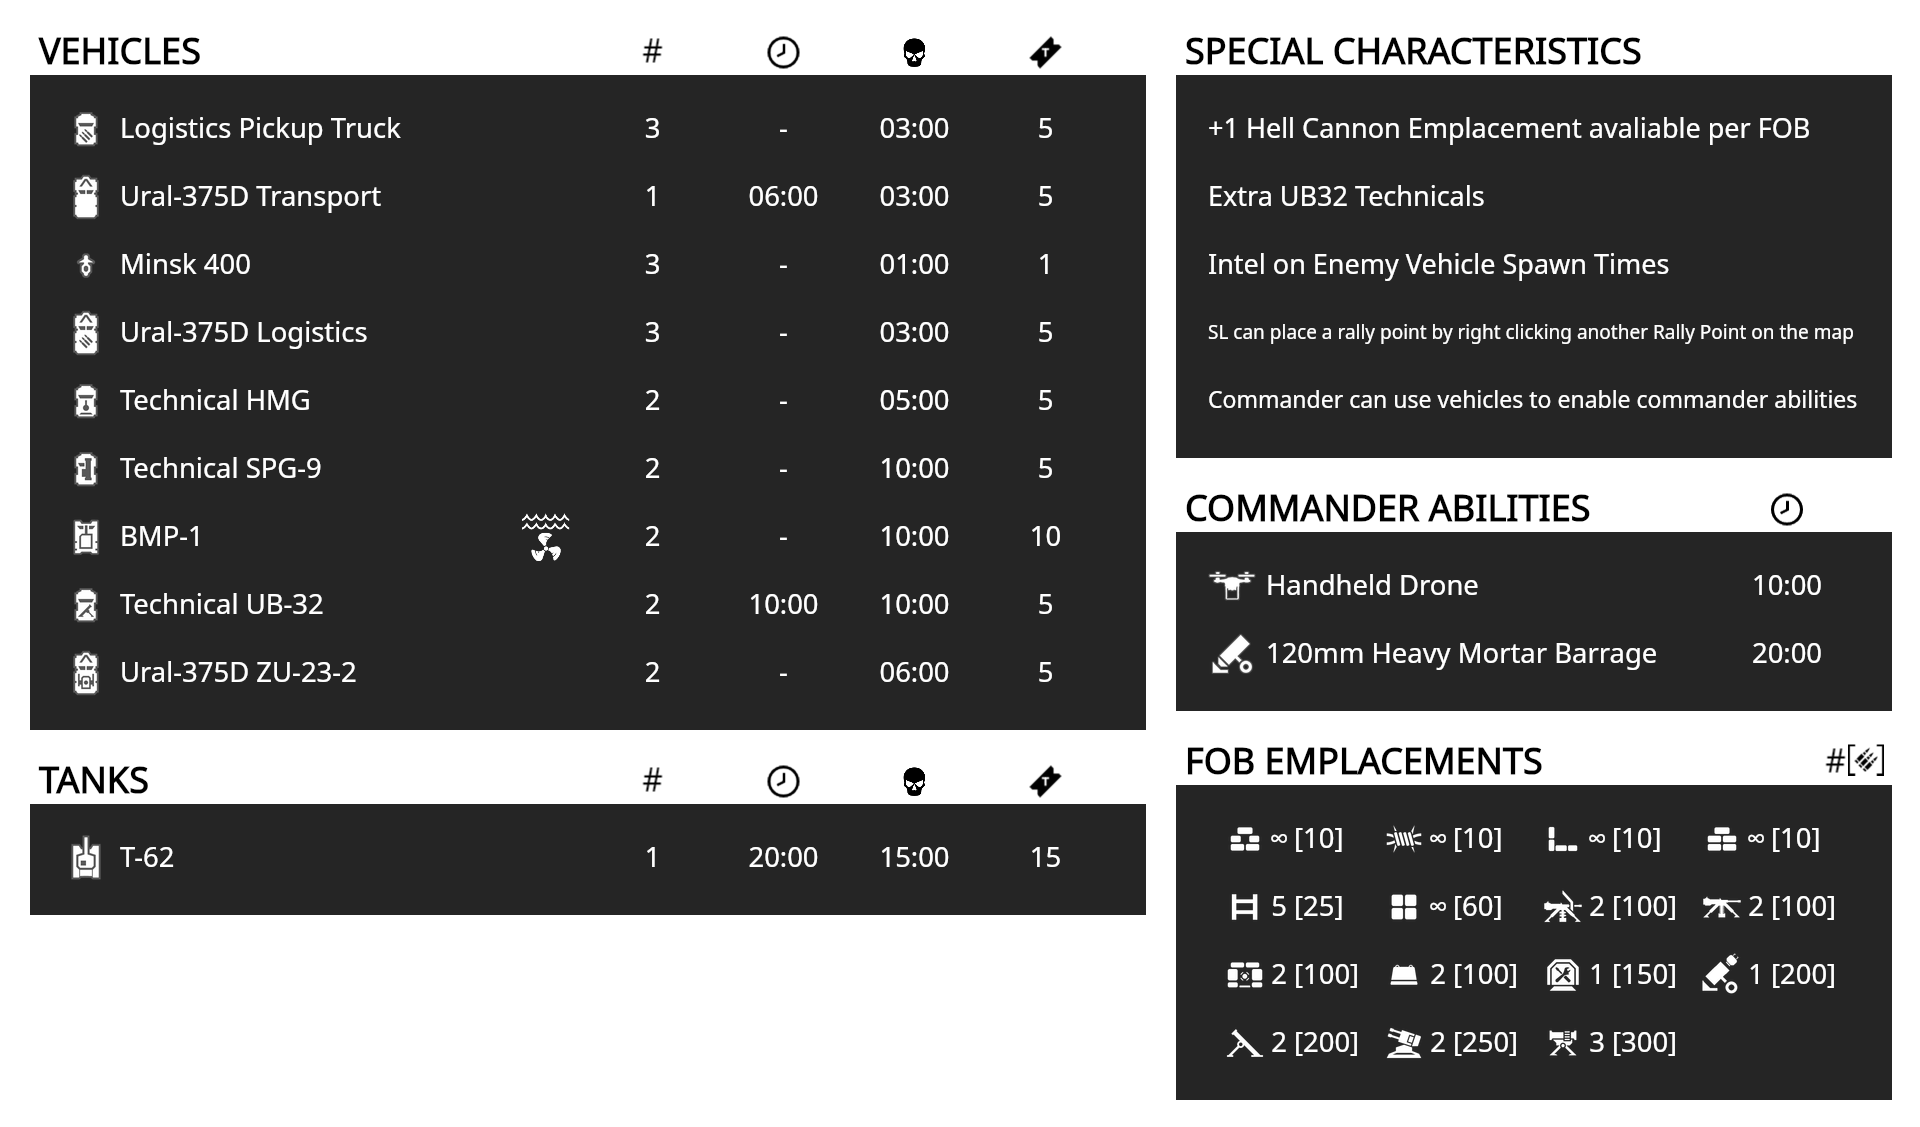 VEHICLES #
Logistics Pickup Truck 3 - 03:00 5
Ural-375D Transport 1 06:00 03:00 5
Minsk 400 3 - 01:00 1
Ural-375D Logistics 3 - 03:00 5
Technical HMG 2 - 05:00 5
Technical SPG-9 2 - 10:00 5
BMP-1 2 - 10:00 10
Technical UB-32 2 10:00 10:00 5
Ural-375D ZU-23-2 2 - 06:00 5
TANKS #
T-62 1 20:00 15:00 15
SPECIAL CHARACTERISTICS
+1 Hell Cannon Emplacement avaliable per FOB
Extra UB32 Technicals
Intel on Enemy Vehicle Spawn Times
SL can place a rally point by right clicking another Rally Point on the map
Commander can use vehicles to enable commander abilities
COMMANDER ABILITIES
Handheld Drone 10:00
120mm Heavy Mortar Barrage 20:00
FOB EMPLACEMENTS #[ ]
∞ [10] ∞ [10] ∞ [10] ∞ [10]
5 [25] ∞ [60] 2 [100] 2 [100]
2 [100] 2 [100] 1 [150] 1 [200]
2 [200] 2 [250] 3 [300]